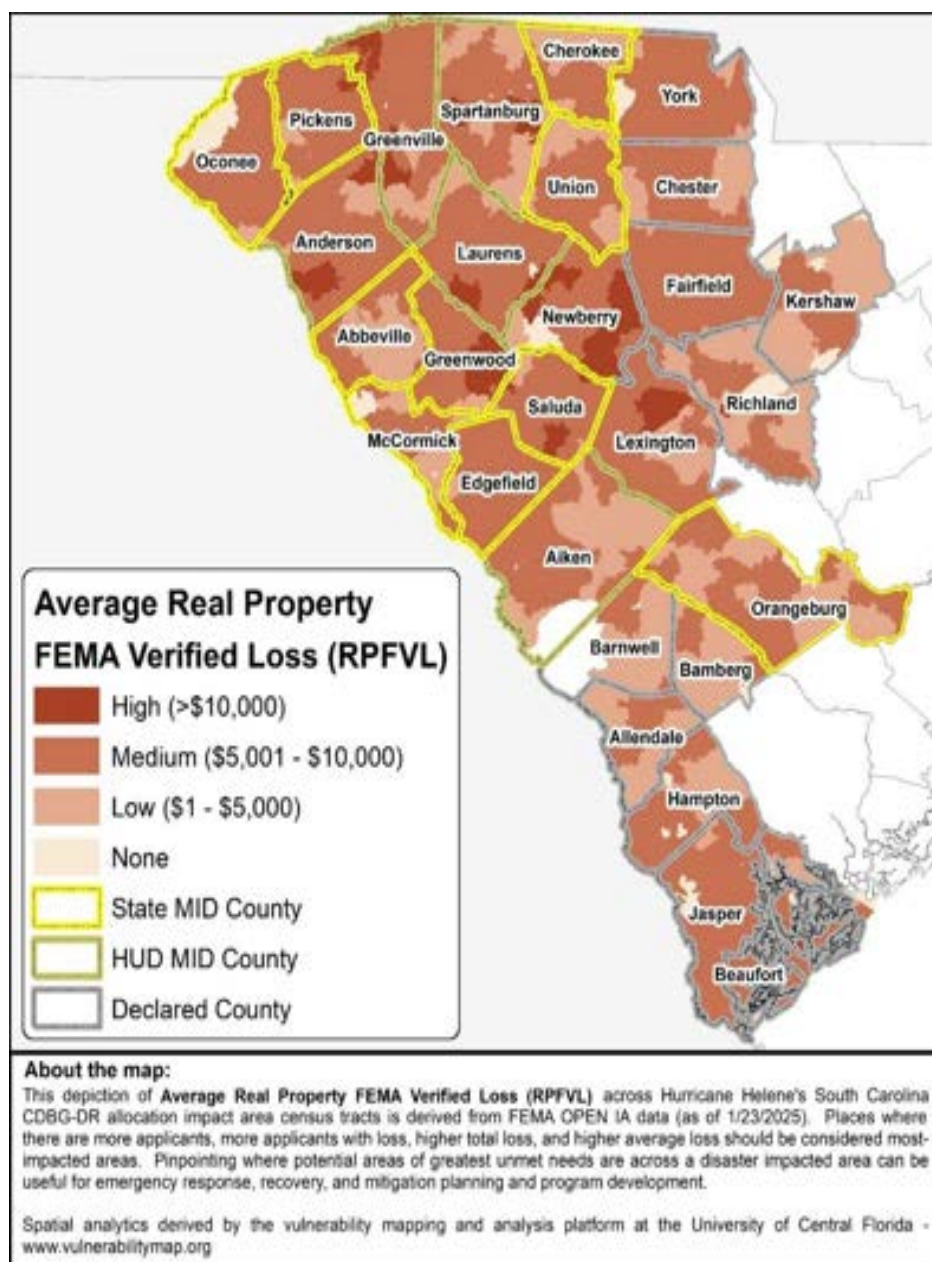 Cherokee
York
Pickens
Spartanburg
Greenville
Oconee
Union
Chester
Anderson
Laurens
Fairfield
Kershaw
Newberry
Abbeville
Greenwood
Saluda
Richland
McCormick
Lexington
Edgefield
Aiken
Orangeburg
Barnwell
Bamberg
Allendale
Hampton
Jasper
Beaufort
Average Real Property
FEMA Verified Loss (RPFVL)
High (>$10,000)
Medium ($5,001 - $10,000)
Low ($1 - $5,000)
None
State MID County
HUD MID County
Declared County
About the map:
This depiction of Average Real Property FEMA Verified Loss (RPFVL) across Hurricane Helene's South Carolina
CDBG-DR allocation impact area census tracts is derived from FEMA OPEN IA data (as of 1/23/2025). Places where
there are more applicants, more applicants with loss, higher total loss, and higher average loss should be considered most-
impacted areas. Pinpointing where potential areas of greatest unmet needs are across a disaster impacted area can be
useful for emergency response, recovery, and mitigation planning and program development.
Spatial analytics derived by the vulnerability mapping and analysis platform at the University of Central Florida -
www.vulnerabilitymap.org